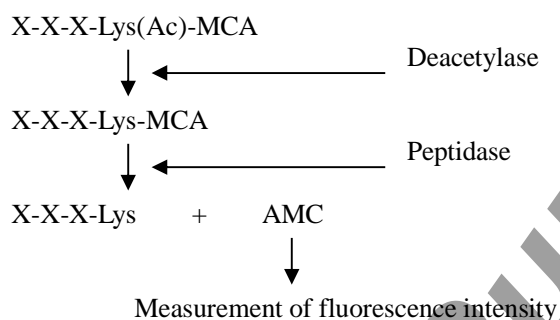 X-X-X-Lys(Ac)-MCA
Deacetylase
X-X-X-Lys-MCA
Peptidase
X-X-X-Lys + AMC
Measurement of fluorescence intensity